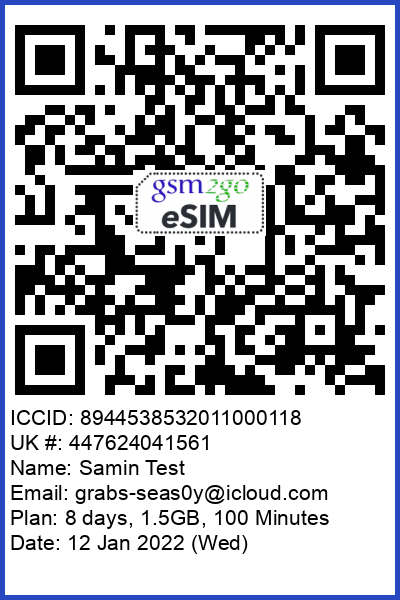 gsm2go
eSIM
ICCID: 8944538532011000118
UK #: 447624041561
Name: Samin Test
Email: grabs-seas0y@icloud.com
Plan: 8 days, 1.5GB, 100 Minutes
Date: 12 Jan 2022 (Wed)